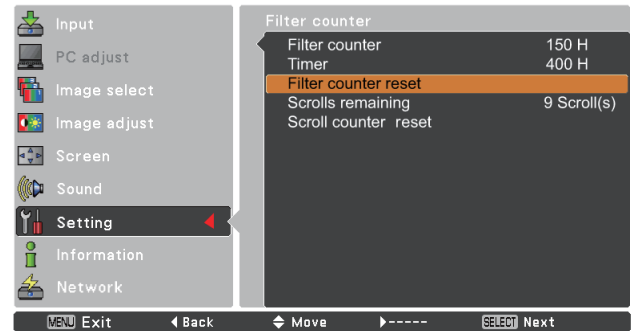 Input
PC adjust
Image select
Image adjust
Screen
Sound
Setting
Information
Network
Filter counter
Filter counter 150 H
Timer 400 H
Filter counter reset
Scrolls remaining 9 Scroll(s)
Scroll counter reset
MENU Exit Back Move ----- SELECT Next